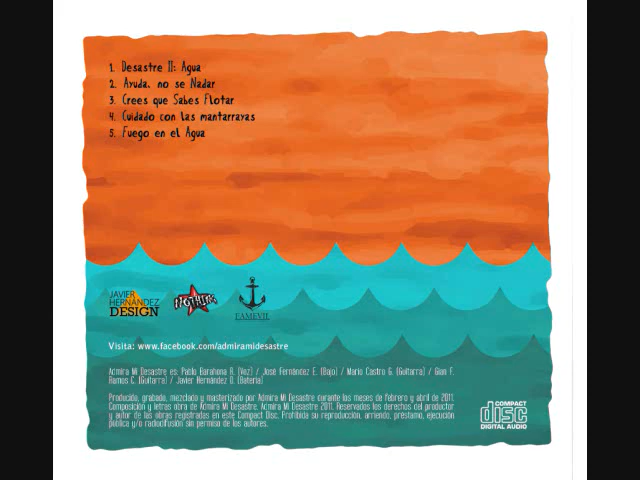 1. Desastre II: Agua
2. Ayuda, no se Nadar
3. Crees que Sabes Flotar
4. Cuidado con las mantarrayas
5. Fuego en el Agua
JAVIER
HERNÁNDEZ
DESIGN
NOTHING
FAMEVIL
Visita: www.facebook.com/admiramidesastre
Admira Mi Desastre es: Pablo Barahona R. (Voz) / José Fernández E. (Bajo) / Mario Castro G. (Guitarra) / Gian F.
Ramos C. (Guitarra) / Javier Hernández D. (Batería)
Producido, grabado, mezclado y masterizado por Admira Mi Desastre durante los meses de febrero y abril de 2011.
Composición y letras obra de Admira Mi Desastre. Admira Mi Desastre 2011. Reservados los derechos del productor
y autor de las obras registradas en este Compact Disc. Prohibida su reproducción, arriendo, préstamo, ejecución
pública y/o radiodifusión sin permiso de los autores.
COMPACT
disc
DIGITAL AUDIO